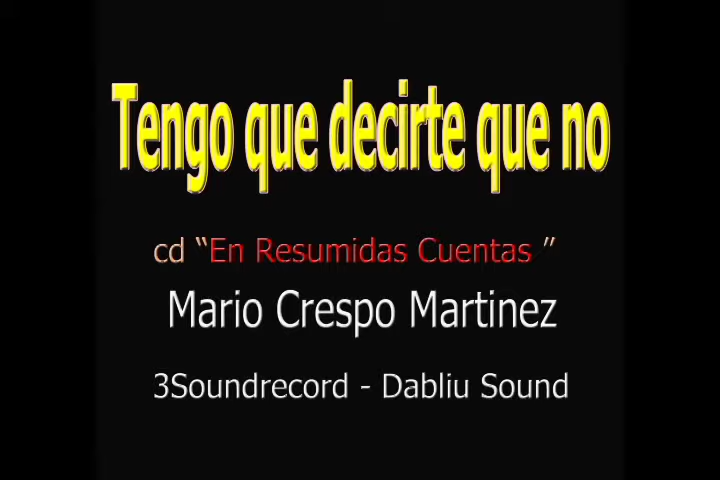 Tengo que decirte que no
cd “En Resumidas Cuentas ”
Mario Crespo Martinez
3Soundrecord - Dabliu Sound